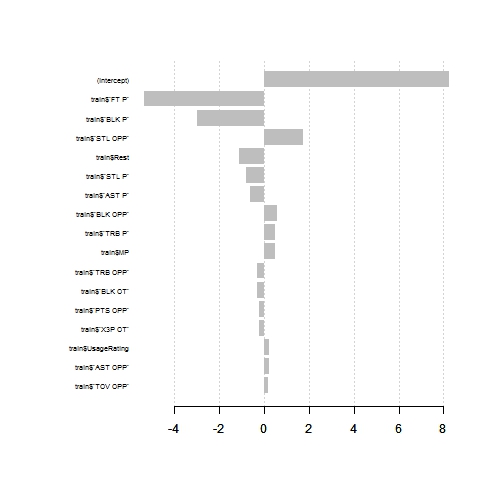 (Intercept)
train$`FT P`
train$`BLK P`
train$`STL OPP`
train$Rest
train$`STL P`
train$`AST P`
train$`BLK OPP`
train$`TRB P`
train$MP
train$`TRB OPP`
train$`BLK OT`
train$`PTS OPP`
train$`X3P OT`
train$UsageRating
train$`AST OPP`
train$`TOV OPP`
-4 -2 0 2 4 6 8